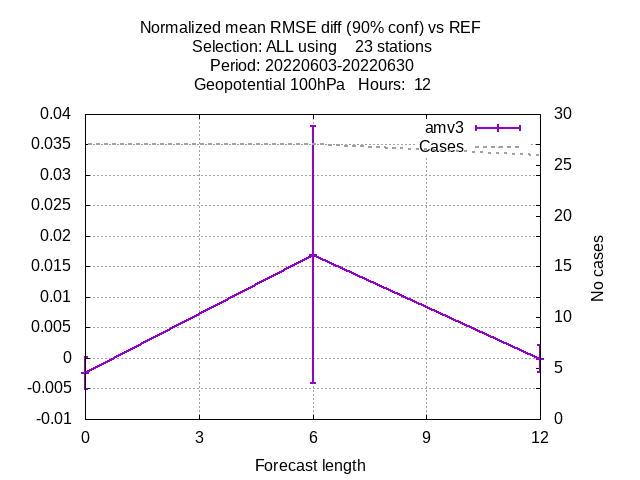 Normalized mean RMSE diff (90% conf) vs REF
Selection: ALL using    23 stations
Period: 20220603-20220630
Geopotential 100hPa   Hours:  12
0.04
0.035
0.03
0.025
0.02
0.015
0.01
0.005
0
-0.005
-0.01
30
25
20
15
10
5
0
amv3
Cases
No cases
0 3 6 9 12
Forecast length